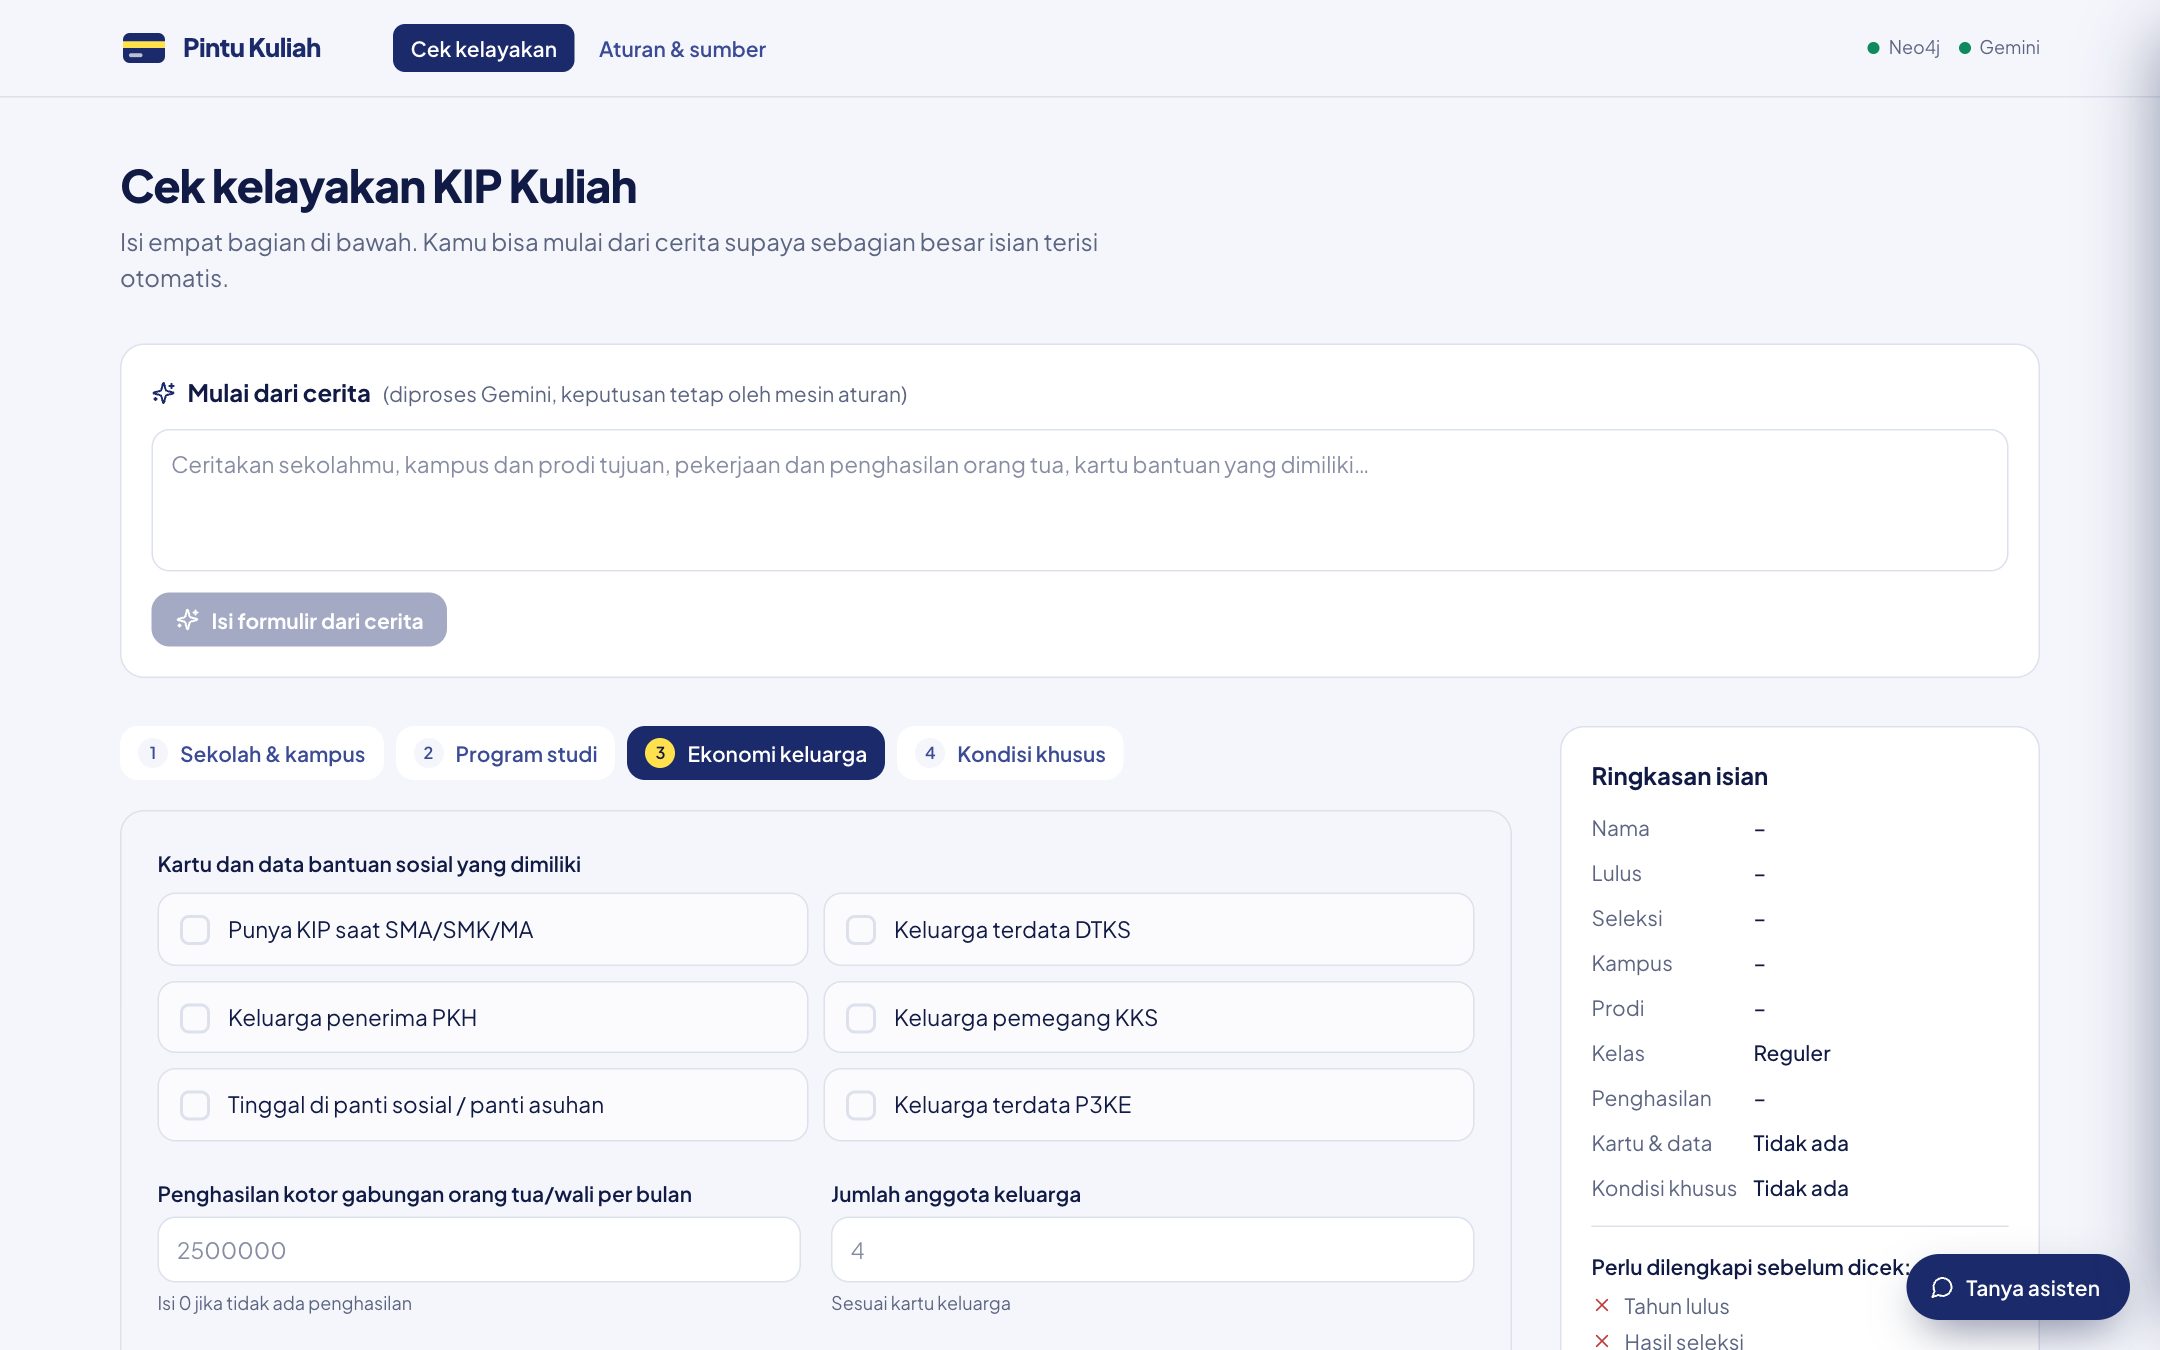 Pintu Kuliah
Cek kelayakan
Aturan & sumber
Neo4j
Gemini
Cek kelayakan KIP Kuliah
Isi empat bagian di bawah. Kamu bisa mulai dari cerita supaya sebagian besar isian terisi
otomatis.
Mulai dari cerita (diproses Gemini, keputusan tetap oleh mesin aturan)
Ceritakan sekolahmu, kampus dan prodi tujuan, pekerjaan dan penghasilan orang tua, kartu bantuan yang dimiliki...
Isi formulir dari cerita
1 Sekolah & kampus
2 Program studi
3 Ekonomi keluarga
4 Kondisi khusus
Kartu dan data bantuan sosial yang dimiliki
Punya KIP saat SMA/SMK/MA
Keluarga terdata DTKS
Keluarga penerima PKH
Keluarga pemegang KKS
Tinggal di panti sosial / panti asuhan
Keluarga terdata P3KE
Penghasilan kotor gabungan orang tua/wali per bulan
2500000
Isi 0 jika tidak ada penghasilan
Jumlah anggota keluarga
4
Sesuai kartu keluarga
Ringkasan isian
Nama –
Lulus –
Seleksi –
Kampus –
Prodi –
Kelas Reguler
Penghasilan –
Kartu & data Tidak ada
Kondisi khusus Tidak ada
Perlu dilengkapi sebelum dicek:
Tahun lulus
Hasil seleksi
Tanya asisten